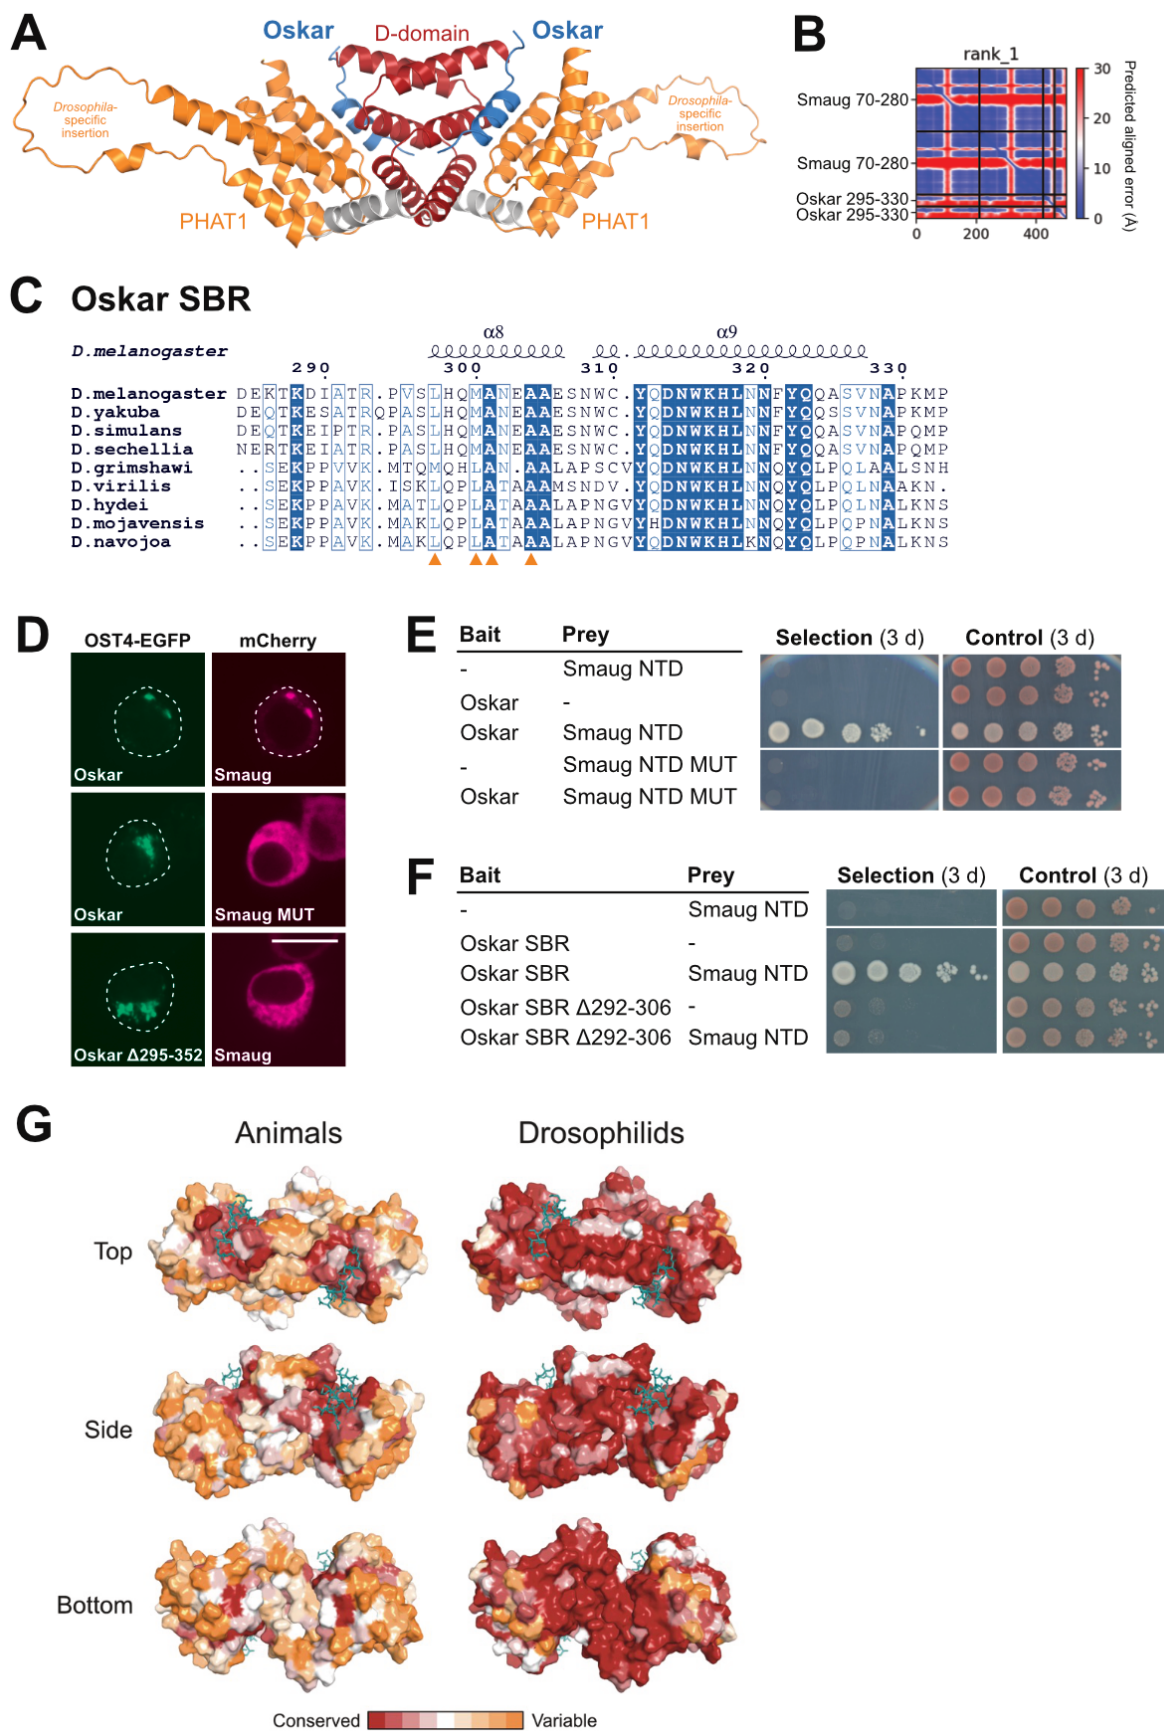 A
Oskar D-domain Oskar
Drosophila-
specific
insertion
Drosophila-
specific
insertion
PHAT1
PHAT1
B
rank_1
Smaug 70-280
Smaug 70-280
Oskar 295-330
Oskar 295-330
0 200 400
30
20
10
0
Predicted aligned error (Å)
C Oskar SBR
α8 α9
D.melanogaster
290 300 310 320 330
D.melanogaster DEKTKDIATR.PVSLHQMANEAAESNWC.YQDNWKHLNNFYQQASVNAPKMP
D.yakuba DEQTKESATRQPASLHQMANEAAESNWC.YQDNWKHLNNFYQQASVNAPKMP
D.simulans DEQTKEIPTR.PASLHQMANEAAESNWC.YQDNWKHLNNFYQQASVNAPQMP
D.sechellia NERTKEIATR.PASLHQMANEAAESNWC.YQDNWKHLNNFYQQASVNAPQMP
D.grimshawi ..SEKPPVVK.MTQMQHLAN.AALAPSCVYQDNWKHLNNQYQLPQLAALSNH
D.virilis ..SEKPPAVK.ISKLQPLATAAAMSNDV.YQDNWKHLNNQYQLPQLNAAKN.
D.hydei ..SEKPPAVK.MATLQPLATAAALAPNGVYQDNWKHLNNQYQLPQLNALKNS
D.mojavensis ..SEKPPAVK.MAKLQPLATAAALAPNGVYHDNWKHLNNQYQLPQLNALKNS
D.navojoa ..SEKPPAVK.MAKLQPLATAAALAPNGVYQDNWKHLKNQYQLPQPNALKNS
D
OST4-EGFP mCherry
Oskar Smaug
Oskar Smaug MUT
Oskar Δ295-352 Smaug
E
Bait Prey Selection (3 d) Control (3 d)
- Smaug NTD
Oskar -
Oskar Smaug NTD
- Smaug NTD MUT
Oskar Smaug NTD MUT
F
Bait Prey Selection (3 d) Control (3 d)
- Smaug NTD
Oskar SBR -
Oskar SBR Smaug NTD
Oskar SBR Δ292-306 -
Oskar SBR Δ292-306 Smaug NTD
G
Animals Drosophilids
Top
Side
Bottom
Conserved Variable